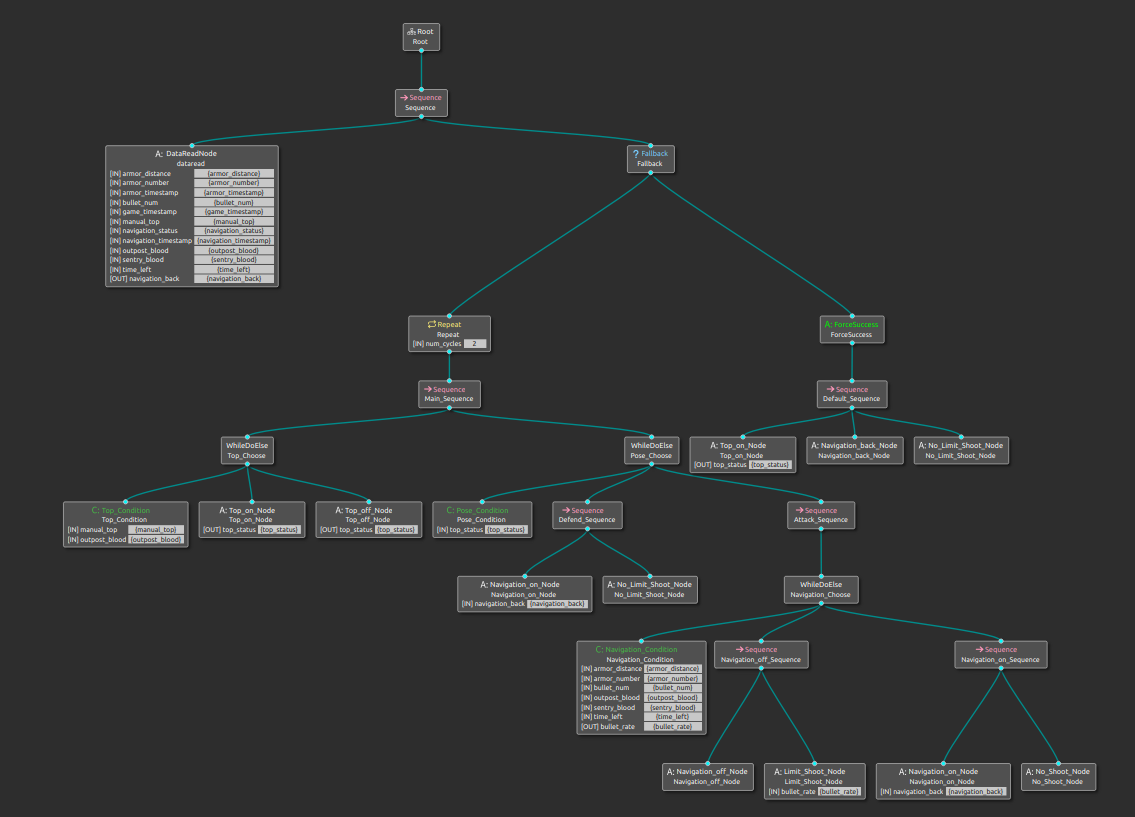 Root
Root
Sequence
Sequence
A: DataReadNode
dataread
[IN] armor_distance {armor_distance}
[IN] armor_number {armor_number}
[IN] armor_timestamp {armor_timestamp}
[IN] bullet_num {bullet_num}
[IN] game_timestamp {game_timestamp}
[IN] manual_top {manual_top}
[IN] navigation_status {navigation_status}
[IN] navigation_timestamp {navigation_timestamp}
[IN] outpost_blood {outpost_blood}
[IN] sentry_blood {sentry_blood}
[IN] time_left {time_left}
[OUT] navigation_back {navigation_back}
? Fallback
Fallback
Repeat
Repeat
[IN] num_cycles 2
A: ForceSuccess
ForceSuccess
Sequence
Main_Sequence
Sequence
Default_Sequence
WhileDoElse
Top_Choose
WhileDoElse
Pose_Choose
A: Top_on_Node
Top_on_Node
[OUT] top_status {top_status}
A: Navigation_back_Node
Navigation_back_Node
A: No_Limit_Shoot_Node
No_Limit_Shoot_Node
C: Top_Condition
Top_Condition
[IN] manual_top {manual_top}
[IN] outpost_blood {outpost_blood}
A: Top_on_Node
Top_on_Node
[OUT] top_status {top_status}
A: Top_off_Node
Top_off_Node
[OUT] top_status {top_status}
C: Pose_Condition
Pose_Condition
[IN] top_status {top_status}
Sequence
Defend_Sequence
Sequence
Attack_Sequence
A: Navigation_on_Node
Navigation_on_Node
[IN] navigation_back {navigation_back}
A: No_Limit_Shoot_Node
No_Limit_Shoot_Node
WhileDoElse
Navigation_Choose
C: Navigation_Condition
Navigation_Condition
[IN] armor_distance {armor_distance}
[IN] armor_number {armor_number}
[IN] bullet_num {bullet_num}
[IN] outpost_blood {outpost_blood}
[IN] sentry_blood {sentry_blood}
[IN] time_left {time_left}
[OUT] bullet_rate {bullet_rate}
Sequence
Navigation_off_Sequence
Sequence
Navigation_on_Sequence
A: Navigation_off_Node
Navigation_off_Node
A: Limit_Shoot_Node
Limit_Shoot_Node
[IN] bullet_rate {bullet_rate}
A: Navigation_on_Node
Navigation_on_Node
[IN] navigation_back {navigation_back}
A: No_Shoot_Node
No_Shoot_Node